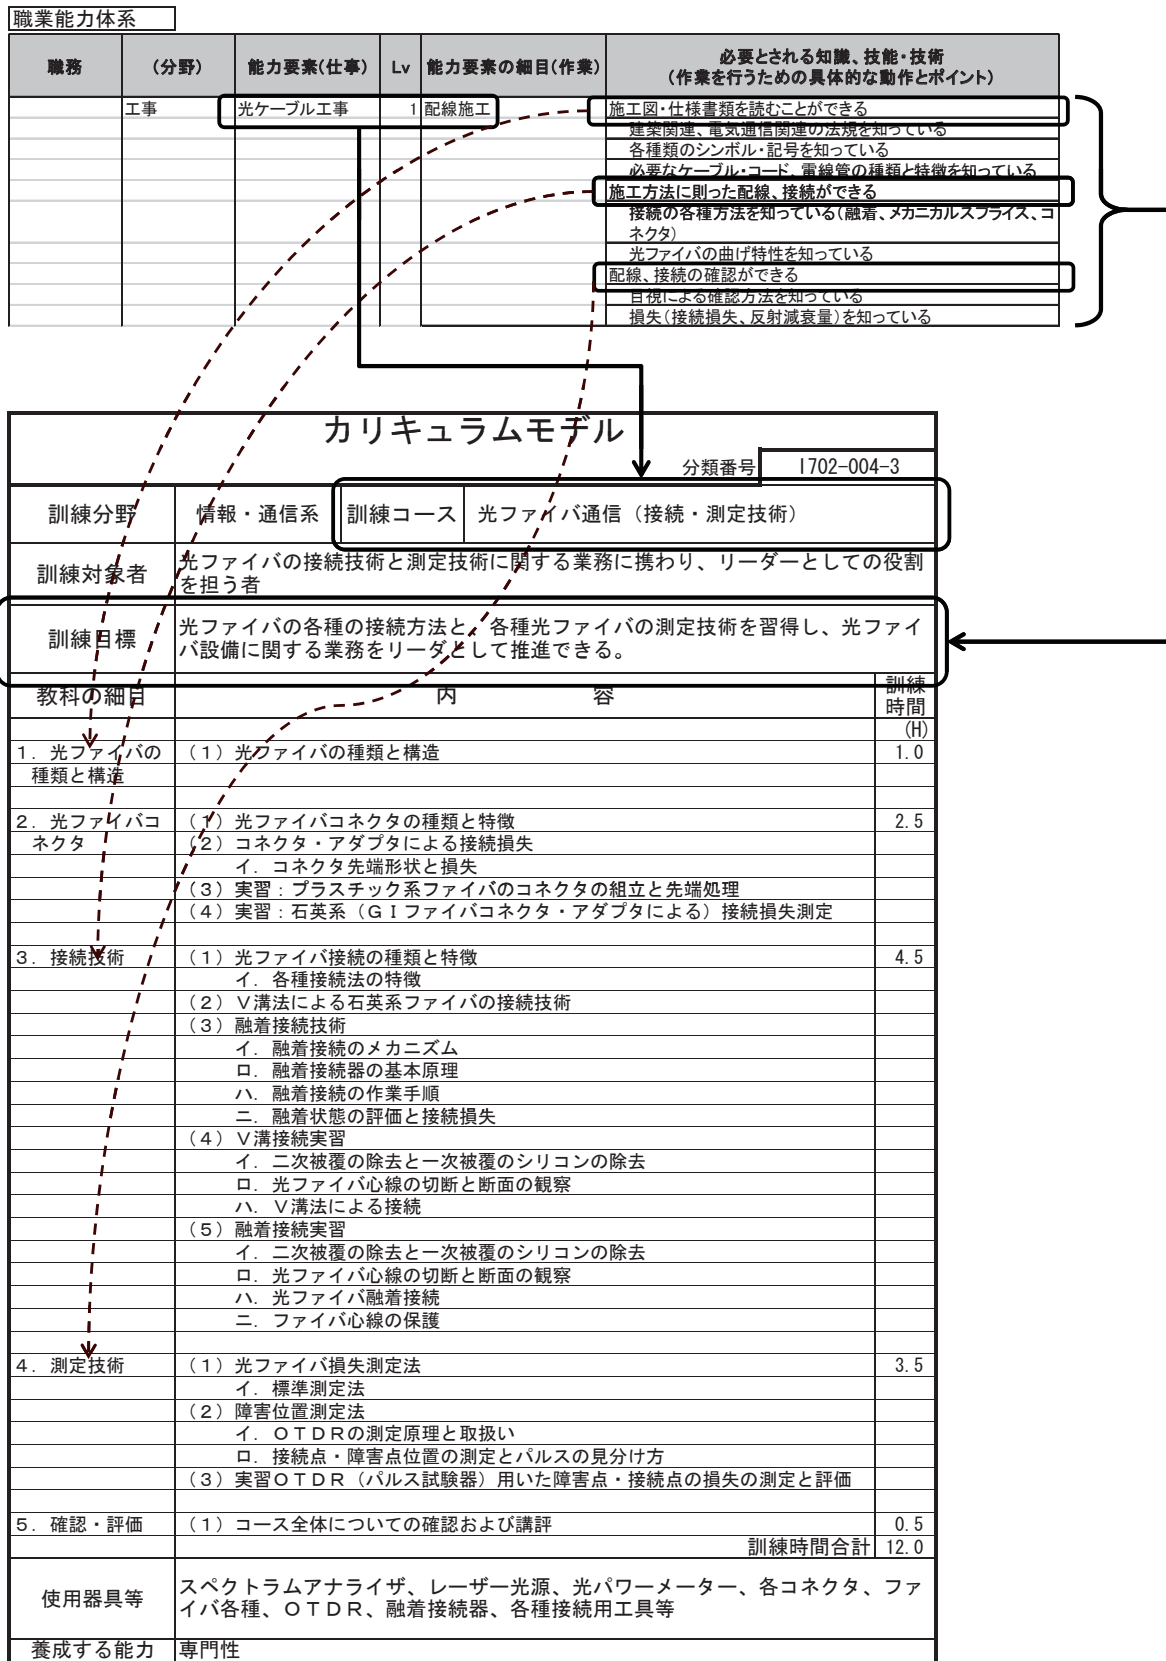 職業能力体系
職務 （分野） 能力要素(仕事) Lv 能力要素の細目(作業) 必要とされる知識、技能・技術
（作業を行うための具体的な動作とポイント）
工事 光ケーブル工事 1 配線施工 施工図・仕様書類を読むことができる
建築関連、電気通信関連の法規を知っている
各種類のシンボル・記号を知っている
必要なケーブル・コード、電線管の種類と特徴を知っている
施工方法に則った配線、接続ができる
接続の各種方法を知っている（融着、メカニカルスプライス、コ
ネクタ）
光ファイバの曲げ特性を知っている
配線、接続の確認ができる
目視による確認方法を知っている
損失（接続損失、反射減衰量）を知っている
カリキュラムモデル
分類番号 I702-004-3
訓練分野 情報・通信系 訓練コース 光ファイバ通信（接続・測定技術）
訓練対象者 光ファイバの接続技術と測定技術に関する業務に携わり、リーダーとしての役割
を担う者
訓練目標 光ファイバの各種の接続方法と、各種光ファイバの測定技術を習得し、光ファイ
バ設備に関する業務をリーダとして推進できる。
教科の細目 内 容 訓練
時間
(H)
１．光ファイバの （１）光ファイバの種類と構造 1.0
種類と構造
２．光ファイバコ （１）光ファイバコネクタの種類と特徴 2.5
ネクタ （２）コネクタ・アダプタによる接続損失
イ．コネクタ先端形状と損失
（３）実習：プラスチック系ファイバのコネクタの組立と先端処理
（４）実習：石英系（ＧＩファイバコネクタ・アダプタによる）接続損失測定
３．接続技術 （１）光ファイバ接続の種類と特徴 4.5
イ．各種接続法の特徴
（２）Ｖ溝法による石英系ファイバの接続技術
（３）融着接続技術
イ．融着接続のメカニズム
ロ．融着接続器の基本原理
ハ．融着接続の作業手順
ニ．融着状態の評価と接続損失
（４）Ｖ溝接続実習
イ．二次被覆の除去と一次被覆のシリコンの除去
ロ．光ファイバ心線の切断と断面の観察
ハ．Ｖ溝法による接続
（５）融着接続実習
イ．二次被覆の除去と一次被覆のシリコンの除去
ロ．光ファイバ心線の切断と断面の観察
ハ．光ファイバ融着接続
ニ．ファイバ心線の保護
４．測定技術 （１）光ファイバ損失測定法 3.5
イ．標準測定法
（２）障害位置測定法
イ．ＯＴＤＲの測定原理と取扱い
ロ．接続点・障害点位置の測定とパルスの見分け方
（３）実習ＯＴＤＲ（パルス試験器）用いた障害点・接続点の損失の測定と評価
５．確認・評価 （１）コース全体についての確認および講評 0.5
訓練時間合計 12.0
使用器具等 スペクトラムアナライザ、レーザー光源、光パワーメーター、各コネクタ、ファ
イバ各種、ＯＴＤＲ、融着接続器、各種接続用工具等
養成する能力 専門性